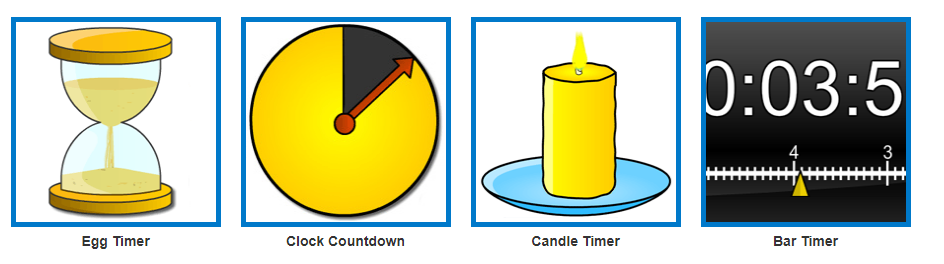 0:03:5
4 3
Egg Timer
Clock Countdown
Candle Timer
Bar Timer